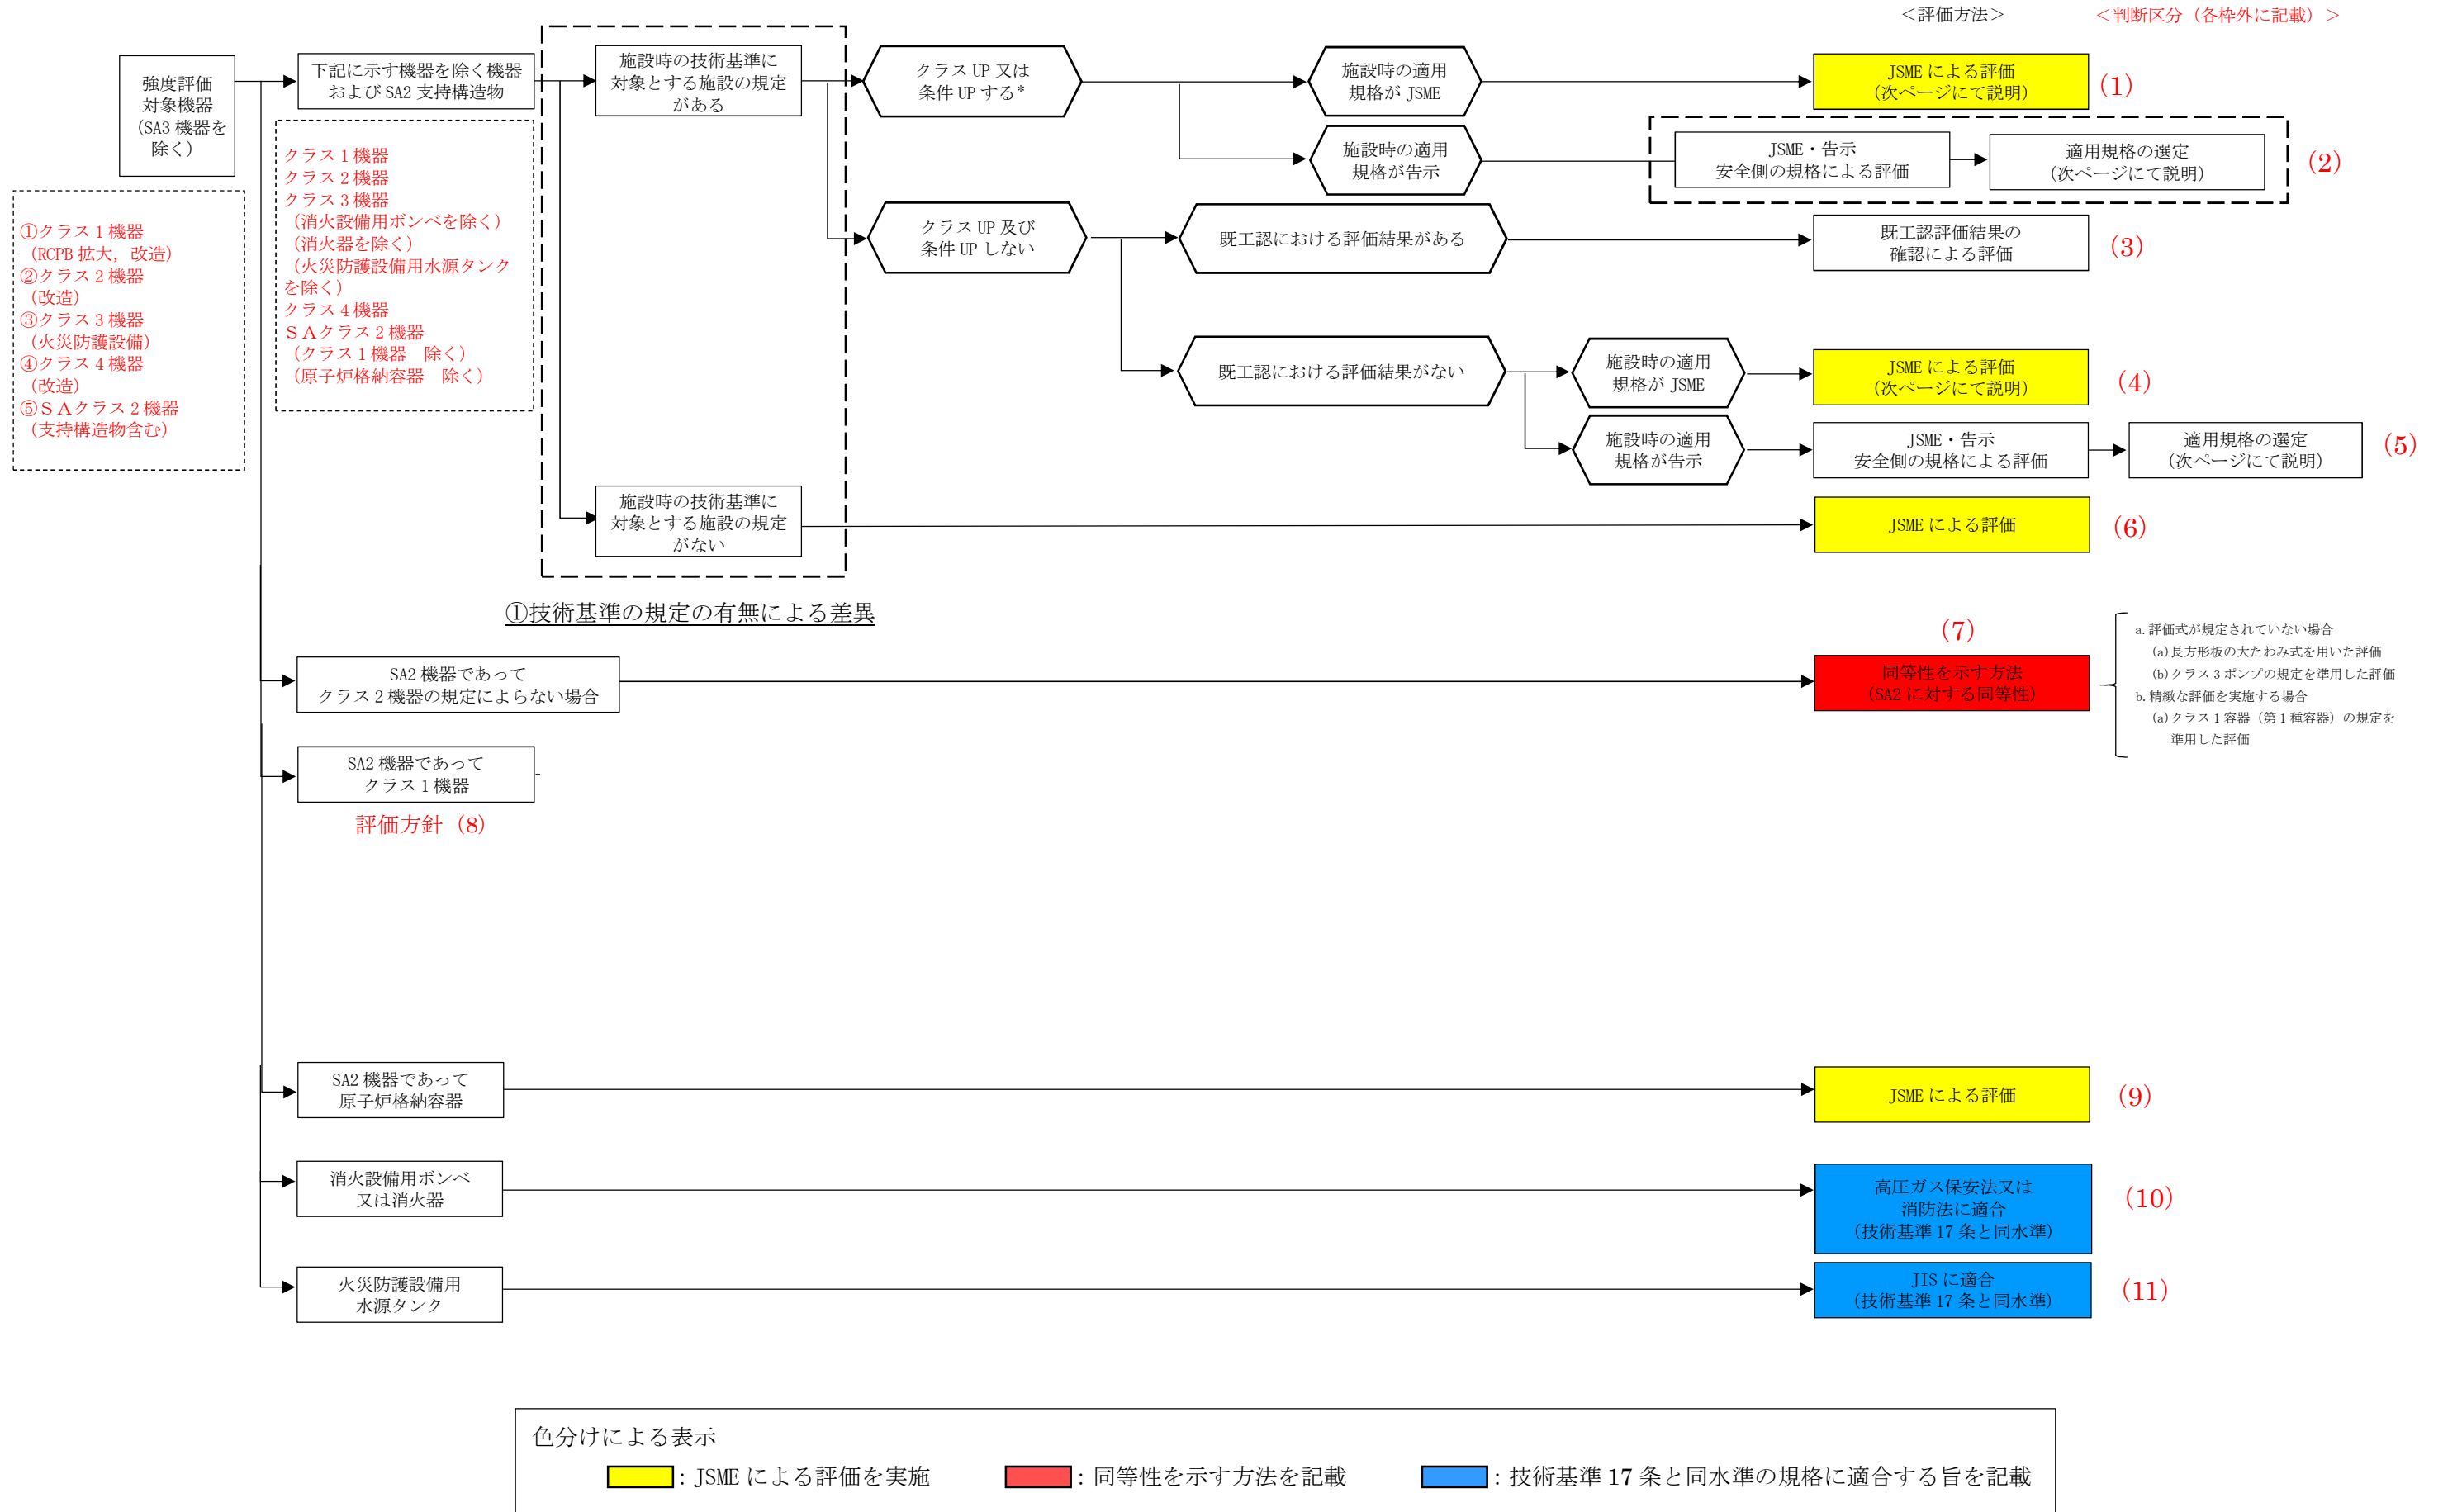 ＜評価方法＞
＜判断区分（各枠外に記載）＞
強度評価
対象機器
（SA3 機器を
除く）
①クラス１機器
（RCPB 拡大，改造）
②クラス２機器
（改造）
③クラス３機器
（火災防護設備）
④クラス４機器
（改造）
⑤ＳＡクラス２機器
（支持構造物含む）
下記に示す機器を除く機器
および SA2 支持構造物
クラス１機器
クラス２機器
クラス３機器
（消火設備用ボンベを除く）
（消火器を除く）
（火災防護設備用水源タンク
を除く）
クラス４機器
ＳＡクラス２機器
（クラス１機器　除く）
（原子炉格納容器　除く）
施設時の技術基準に
対象とする施設の規定
がある
クラス UP 又は
条件 UP する*
施設時の適用
規格が JSME
JSME による評価
（次ページにて説明）
（1）
施設時の適用
規格が告示
JSME・告示
安全側の規格による評価
適用規格の選定
（次ページにて説明）
（2）
クラス UP 及び
条件 UP しない
既工認における評価結果がある
既工認評価結果の
確認による評価
（3）
既工認における評価結果がない
施設時の適用
規格が JSME
JSME による評価
（次ページにて説明）
（4）
施設時の適用
規格が告示
JSME・告示
安全側の規格による評価
適用規格の選定
（次ページにて説明）
（5）
施設時の技術基準に
対象とする施設の規定
がない
JSME による評価
（6）
①技術基準の規定の有無による差異
SA2 機器であって
クラス２機器の規定によらない場合
（7）
同等性を示す方法
（SA2 に対する同等性）
a. 評価式が規定されていない場合
(a)長方形板の大たわみ式を用いた評価
(b)クラス３ポンプの規定を準用した評価
b. 精緻な評価を実施する場合
(a)クラス１容器（第１種容器）の規定を
準用した評価
SA2 機器であって
クラス１機器
評価方針（8）
SA2 機器であって
原子炉格納容器
JSME による評価
（9）
消火設備用ボンベ
又は消火器
高圧ガス保安法又は
消防法に適合
（技術基準 17 条と同水準）
（10）
火災防護設備用
水源タンク
JIS に適合
（技術基準 17 条と同水準）
（11）
色分けによる表示
：JSME による評価を実施
：同等性を示す方法を記載
：技術基準 17 条と同水準の規格に適合する旨を記載